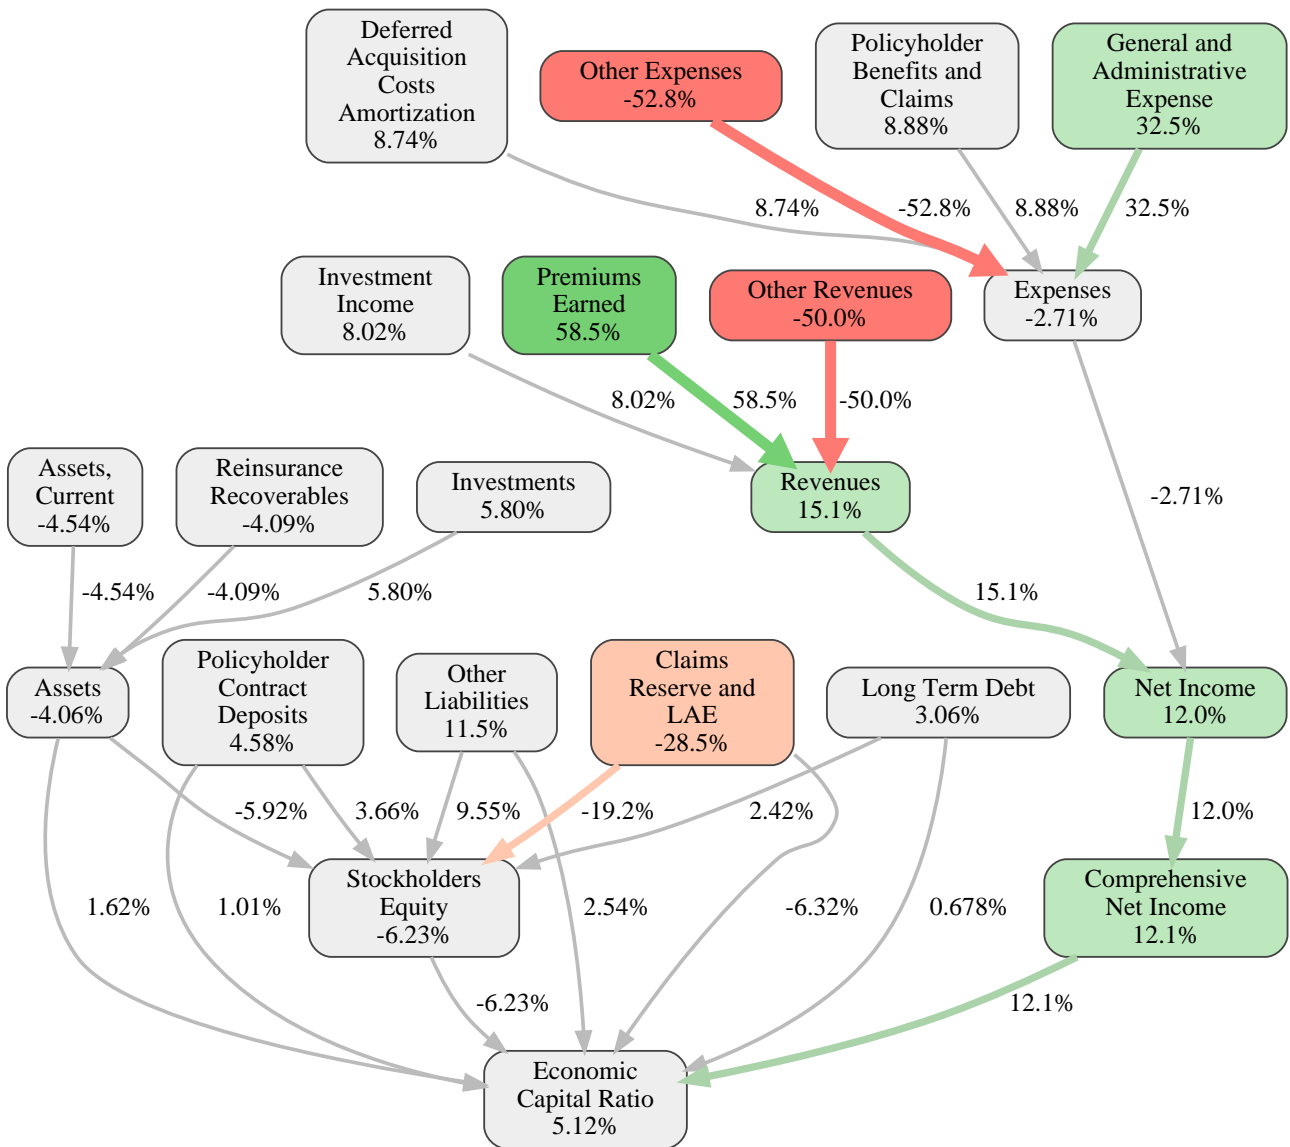 Deferred
Acquisition
Costs
Amortization
8.74%
Other Expenses
-52.8%
Policyholder
Benefits and
Claims
8.88%
General and
Administrative
Expense
32.5%
8.74%
-52.8%
8.88%
32.5%
Investment
Income
8.02%
Premiums
Earned
58.5%
Other Revenues
-50.0%
Expenses
-2.71%
8.02%
58.5%
-50.0%
Assets,
Current
-4.54%
Reinsurance
Recoverables
-4.09%
Investments
5.80%
Revenues
15.1%
-2.71%
-4.54%
-4.09%
5.80%
15.1%
Assets
-4.06%
Policyholder
Contract
Deposits
4.58%
Other
Liabilities
11.5%
Claims
Reserve and
LAE
-28.5%
Long Term Debt
3.06%
Net Income
12.0%
-5.92%
3.66%
9.55%
-19.2%
2.42%
12.0%
Stockholders
Equity
-6.23%
Comprehensive
Net Income
12.1%
1.62%
1.01%
2.54%
-6.32%
0.678%
-6.23%
12.1%
Economic
Capital Ratio
5.12%